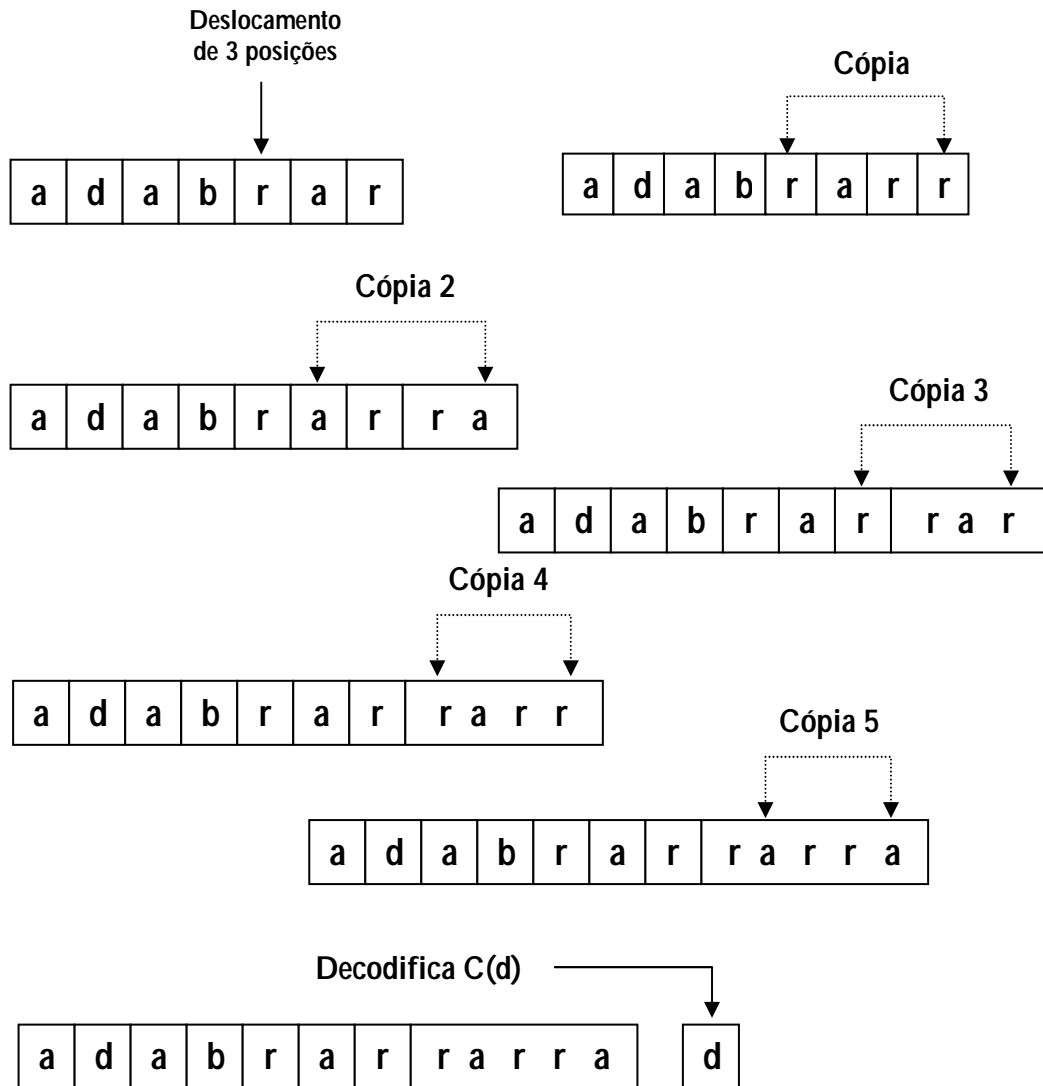 Deslocamento
de 3 posições
a d a b r a r
Cópia
a d a b r a r r
Cópia 2
a d a b r a r r a
Cópia 3
a d a b r a r r a r
Cópia 4
a d a b r a r r a r r
Cópia 5
a d a b r a r r a r r a
Decodifica C(d)
a d a b r a r r a r r a d